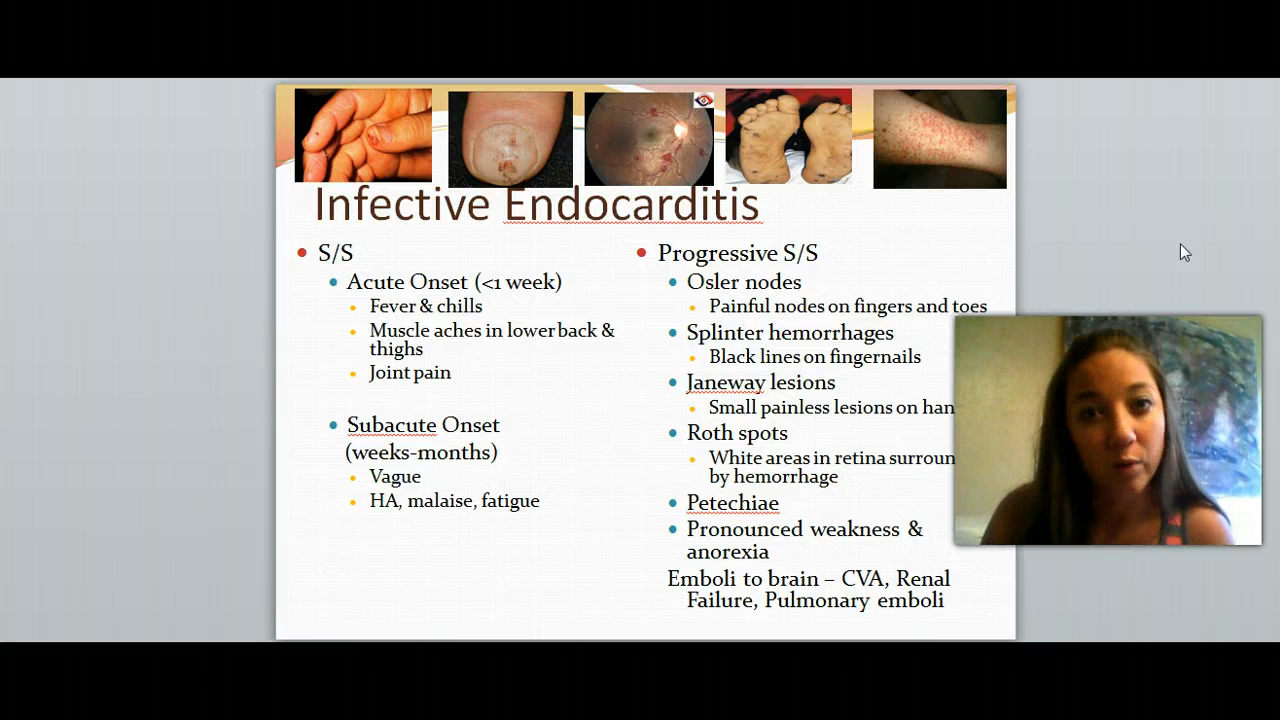 Infective Endocarditis
S/S
Acute Onset (<1 week)
Fever & chills
Muscle aches in lower back &
thighs
Joint pain
Subacute Onset
(weeks-months)
Vague
HA, malaise, fatigue
Progressive S/S
Osler nodes
Painful nodes on fingers and toes
Splinter hemorrhages
Black lines on fingernails
Janeway lesions
Small painless lesions on han
Roth spots
White areas in retina surroun
by hemorrhage
Petechiae
Pronounced weakness &
anorexia
Emboli to brain – CVA, Renal
Failure, Pulmonary emboli